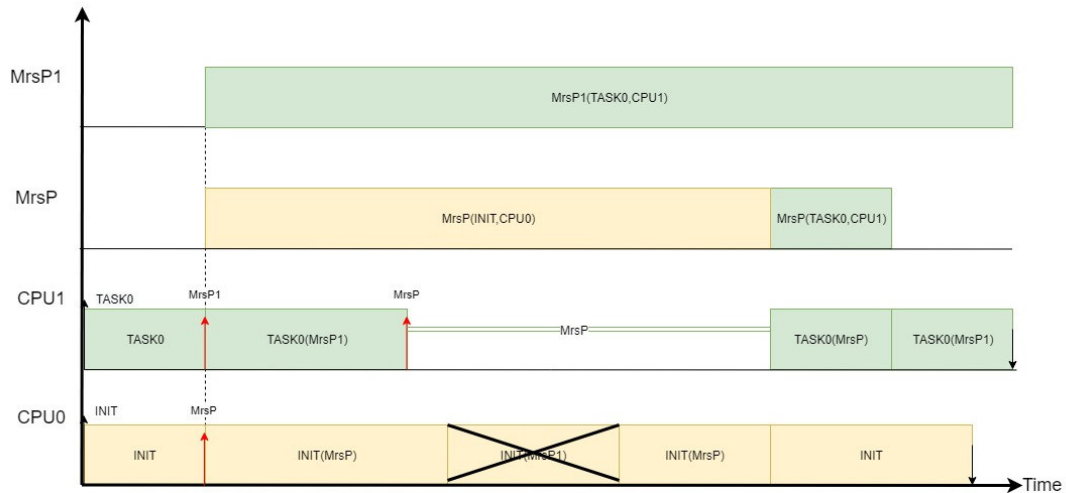 MrsP1
MrsP1(TASK0,CPU1)
MrsP
MrsP(INIT,CPU0)
MrsP(TASK0,CPU1)
CPU1
TASK0
MrsP1
MrsP
TASK0
TASK0(MrsP1)
MrsP
TASK0(MrsP)
TASK0(MrsP1)
CPU0
INIT
MrsP
INIT
INIT(MrsP)
INIT(MrsP1)
INIT(MrsP)
INIT
Time